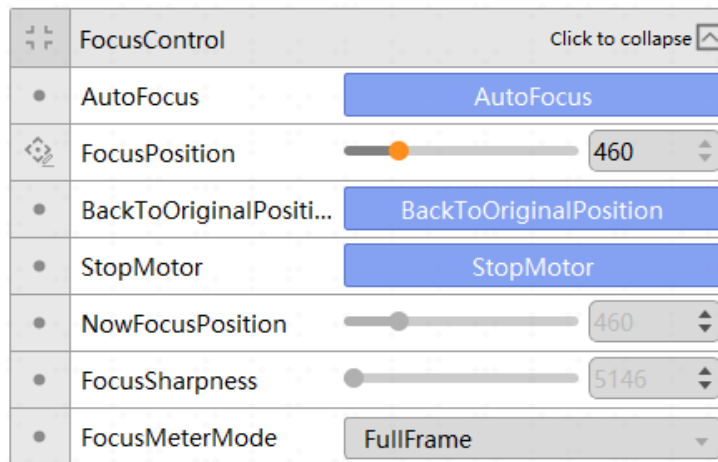 FocusControl Click to collapse
AutoFocus AutoFocus
FocusPosition 460
BackToOriginalPositi... BackToOriginalPosition
StopMotor StopMotor
NowFocusPosition 460
FocusSharpness 5146
FocusMeterMode FullFrame